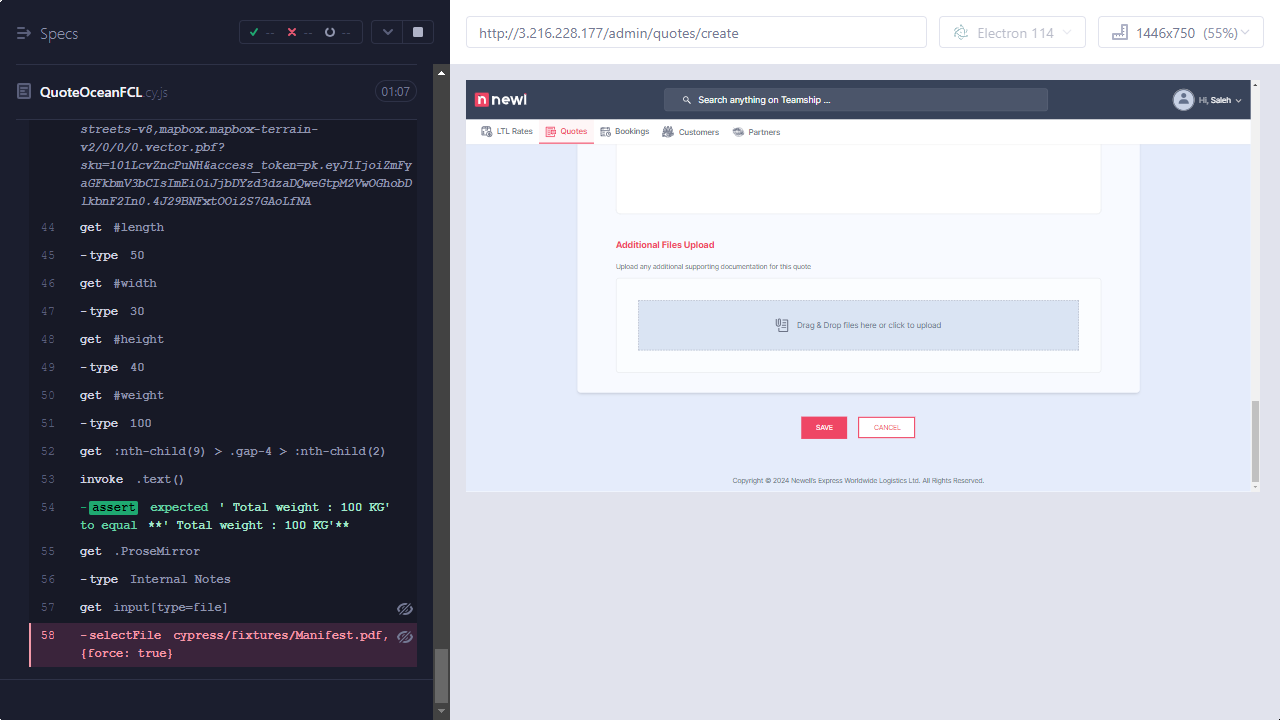 Specs
-- -- --
QuoteOceanFCL.cy.js
01:07
streets-v8,mapbox.mapbox-terrain-
v2/0/0/0.vector.pbf?
44 get #length
45 -type 50
46 get #width
47 -type 30
48 get #height
49 -type 40
50 get #weight
51 -type 100
52 get :nth-child(9) > .gap-4 > :nth-child(2)
53 invoke .text()
54 -assert expected ' Total weight : 100 KG'
to equal **' Total weight : 100 KG'**
55 get .ProseMirror
56 -type Internal Notes
57 get input[type=file]
58 -selectFile cypress/fixtures/Manifest.pdf,
{force: true}
http://3.216.228.177/admin/quotes/create
Electron 114
1446x750 (55%)
n newl
Search anything on Teamship ...
Hi, Saleh
LTL Rates
Quotes
Bookings
Customers
Partners
Additional Files Upload
Upload any additional supporting documentation for this quote
Drag & Drop files here or click to upload
SAVE
CANCEL
Copyright © 2024 Newell's Express Worldwide Logistics Ltd. All Rights Reserved.